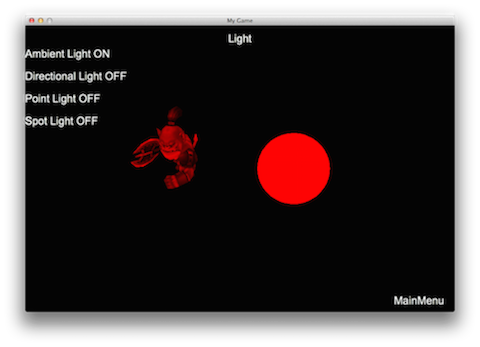 My Game
Light
Ambient Light ON
Directional Light OFF
Point Light OFF
Spot Light OFF
MainMenu